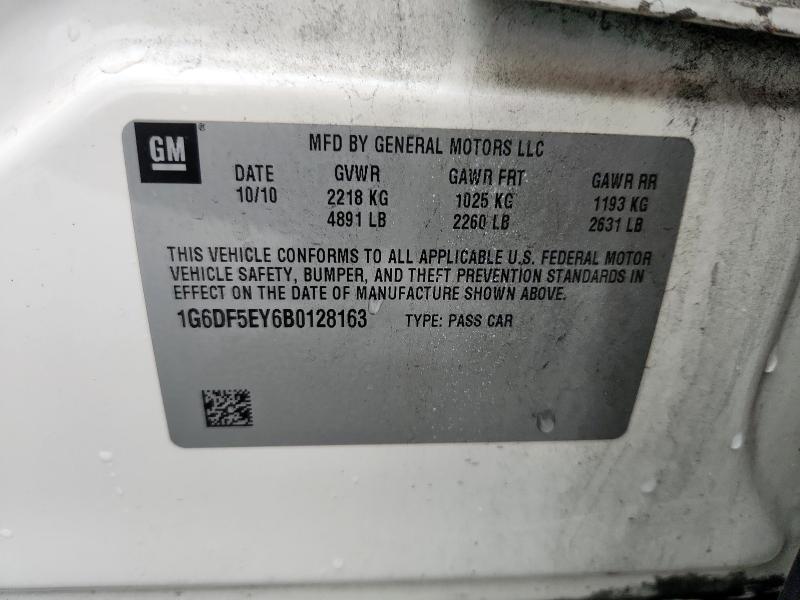 GM ®
MFD BY GENERAL MOTORS LLC
DATE GVWR GAWR FRT GAWR RR
10/10 2218 KG 1025 KG 1193 KG
4891 LB 2260 LB 2631 LB
THIS VEHICLE CONFORMS TO ALL APPLICABLE U.S. FEDERAL MOTOR
VEHICLE SAFETY, BUMPER, AND THEFT PREVENTION STANDARDS IN
EFFECT ON THE DATE OF MANUFACTURE SHOWN ABOVE.
1G6DF5EY6B0128163 TYPE: PASS CAR